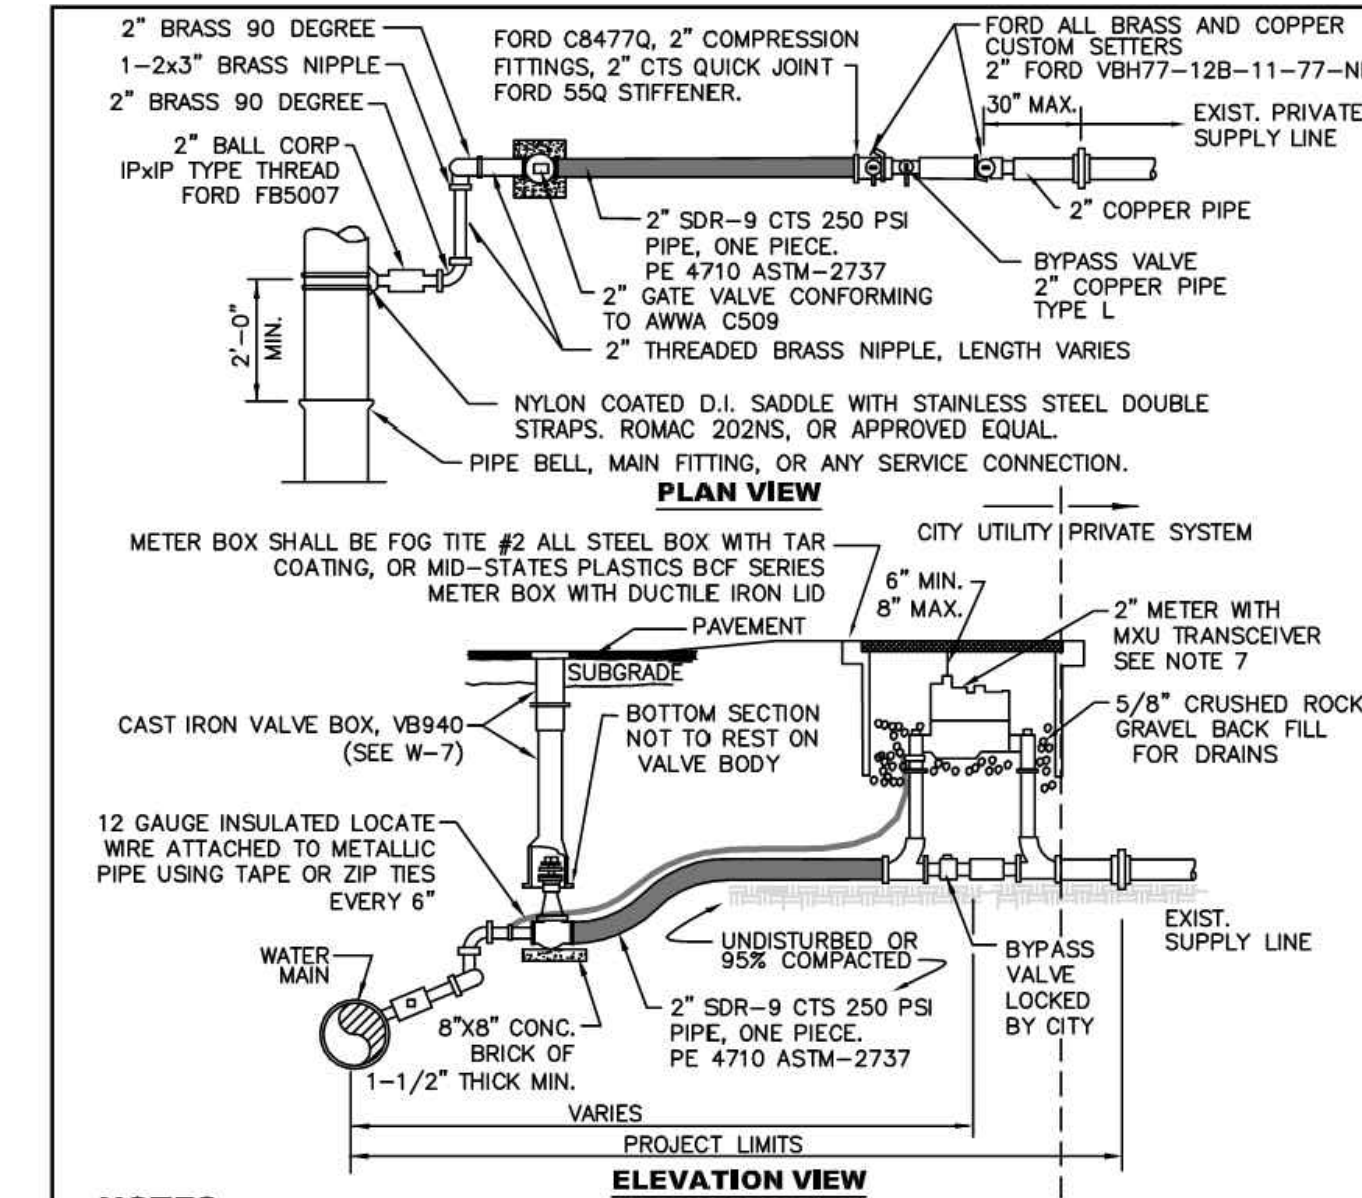 2" BRASS 90 DEGREE
1-2x3" BRASS NIPPLE
2" BRASS 90 DEGREE
2" BALL CORP
IPxIP TYPE THREAD
FORD FB5007
FORD C8477Q, 2" COMPRESSION
FITTINGS, 2" CTS QUICK JOINT
FORD 55Q STIFFENER.
FORD ALL BRASS AND COPPER
CUSTOM SETTERS
2" FORD VBH77-12B-11-77-
30" MAX.
EXIST. PRIVATE
SUPPLY LINE
2" SDR-9 CTS 250 PSI
PIPE, ONE PIECE.
PE 4710 ASTM-2737
2" COPPER PIPE
BYPASS VALVE
2" COPPER PIPE
TYPE L
2" GATE VALVE CONFORMING
TO AWWA C509
2" THREADED BRASS NIPPLE, LENGTH VARIES
2'-0"
MIN.
NYLON COATED D.I. SADDLE WITH STAINLESS STEEL DOUBLE
STRAPS. ROMAC 202NS, OR APPROVED EQUAL.
PIPE BELL, MAIN FITTING, OR ANY SERVICE CONNECTION.
PLAN VIEW
CITY UTILITY PRIVATE SYSTEM
METER BOX SHALL BE FOG TITE #2 ALL STEEL BOX WITH TAR
COATING, OR MID-STATES PLASTICS BCF SERIES
METER BOX WITH DUCTILE IRON LID
6" MIN.
8" MAX.
2" METER WITH
MXU TRANSCEIVER
SEE NOTE 7
PAVEMENT
SUBGRADE
CAST IRON VALVE BOX, VB940
(SEE W-7)
BOTTOM SECTION
NOT TO REST ON
VALVE BODY
5/8" CRUSHED ROCK
GRAVEL BACK FILL
FOR DRAINS
12 GAUGE INSULATED LOCATE
WIRE ATTACHED TO METALLIC
PIPE USING TAPE OR ZIP TIES
EVERY 6"
WATER
MAIN
UNDISTURBED OR
95% COMPACTED
BYPASS
VALVE
LOCKED
BY CITY
EXIST.
SUPPLY LINE
8"X8" CONC.
BRICK OF
1-1/2" THICK MIN.
2" SDR-9 CTS 250 PSI
PIPE, ONE PIECE.
PE 4710 ASTM-2737
VARIES
PROJECT LIMITS
ELEVATION VIEW